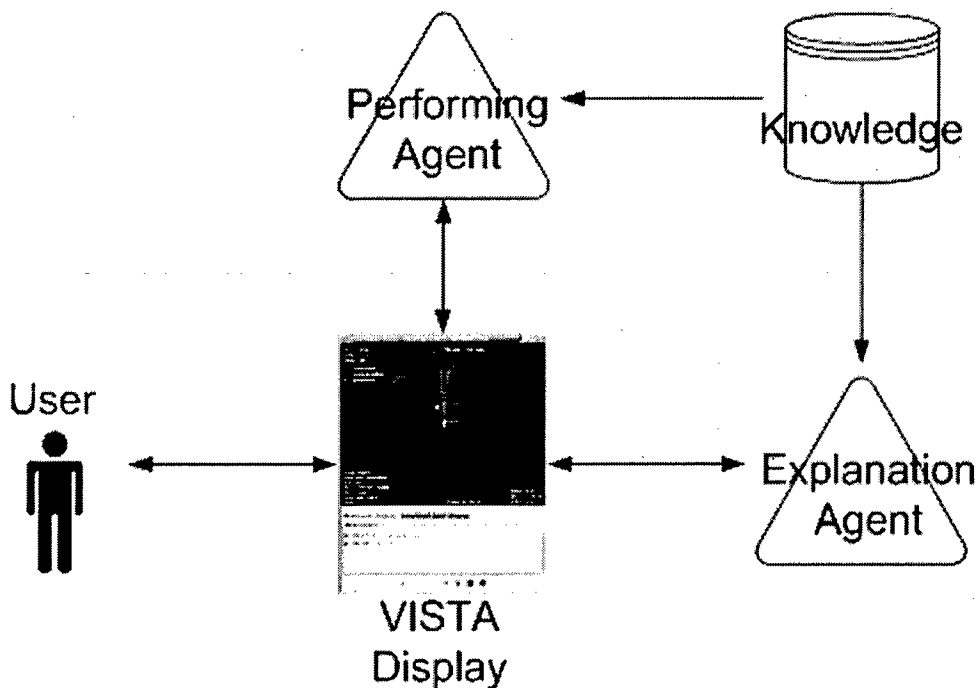 Performing
Agent
Knowledge
User
Explanation
Agent
VISTA
Display